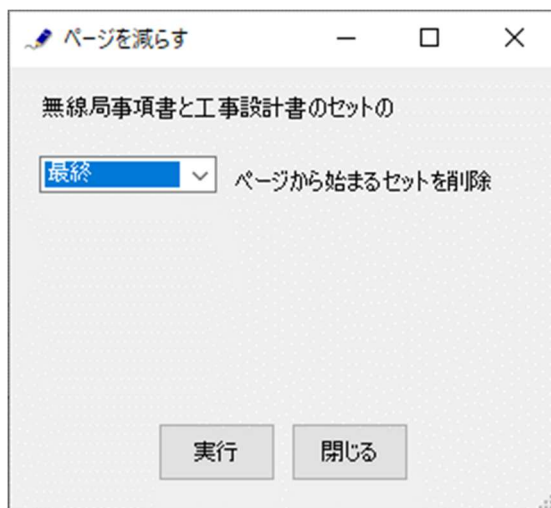 ページを減らす
無線局事項書と工事設計書のセットの
最終 ページから始まるセットを削除
実行 閉じる